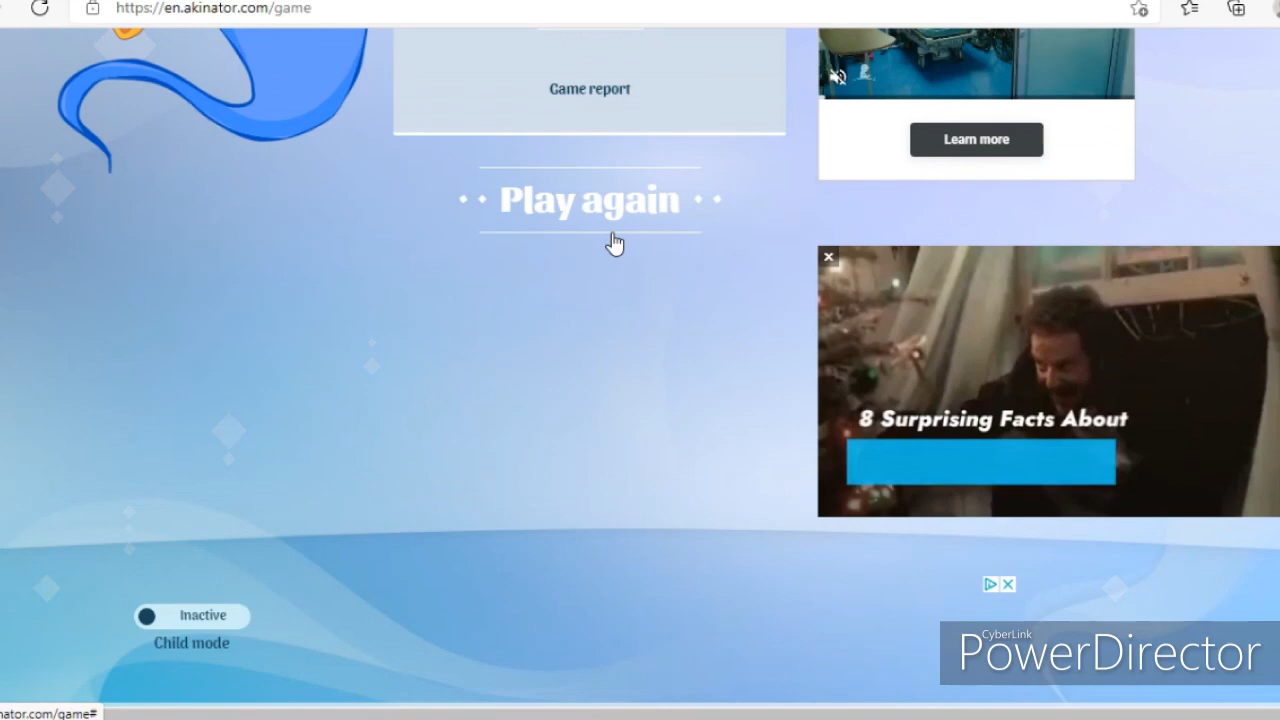 https://en.akinator.com/game
Game report
Learn more
Play again
8 Surprising Facts About
Inactive
Child mode
CyberLink
PowerDirector
nator.com/game#